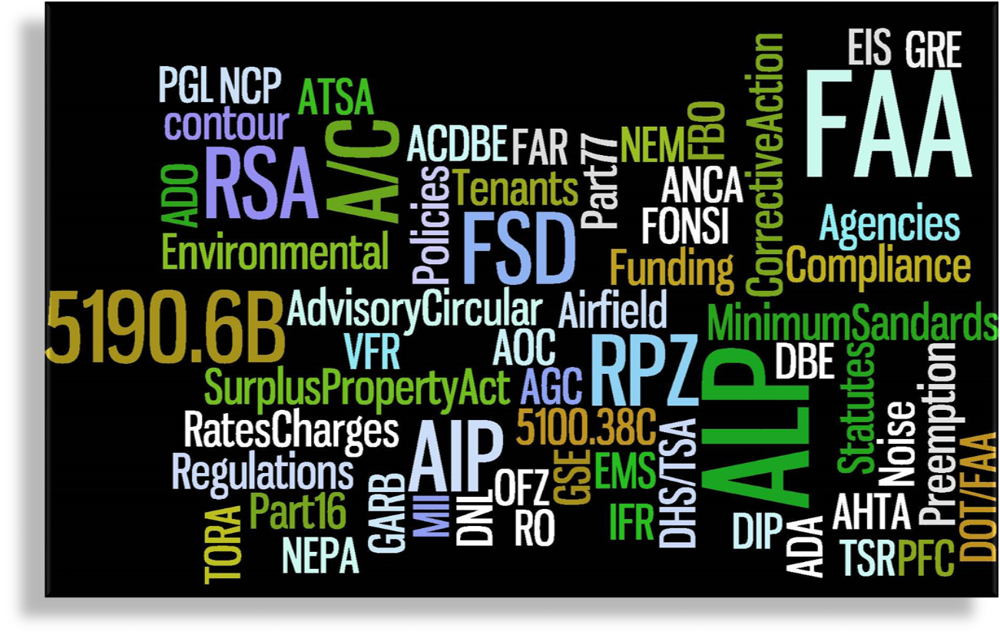 EIS GRE
FAA
PGL NCP
ATSA
contour
A/C
RSA
ADO
ACDBE FAR
Part77
NEM
FBO
CorrectiveAction
Policies
Tenants
ANCA
FSD
FONSI
Agencies
Environmental
Funding
Compliance
5190.6B
AdvisoryCircular
Airfield
MinimumSandards
VFR
AOC
RPZ
ALP
DBE
Statutes
Preemption
SurplusPropertyAct
AGC
Noise
RatesCharges
AIP
5100.38C
DHS/TSA
DOT/FAA
Regulations
GARB
MII
DNL
OFZ
GSE
EMS
TORA
Part16
RO
IFR
DIP
ADA
AHTA
NEPA
TSR PFC